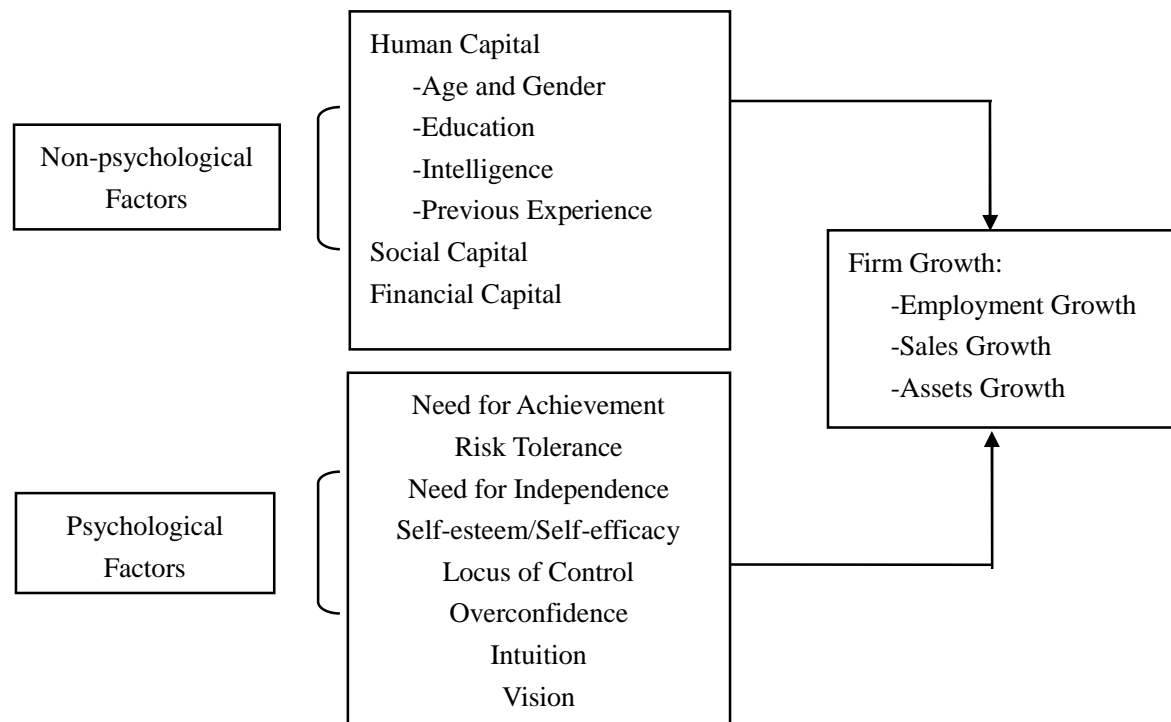 Non-psychological
Factors
Human Capital
-Age and Gender
-Education
-Intelligence
-Previous Experience
Social Capital
Financial Capital
Psychological
Factors
Need for Achievement
Risk Tolerance
Need for Independence
Self-esteem/Self-efficacy
Locus of Control
Overconfidence
Intuition
Vision
Firm Growth:
-Employment Growth
-Sales Growth
-Assets Growth